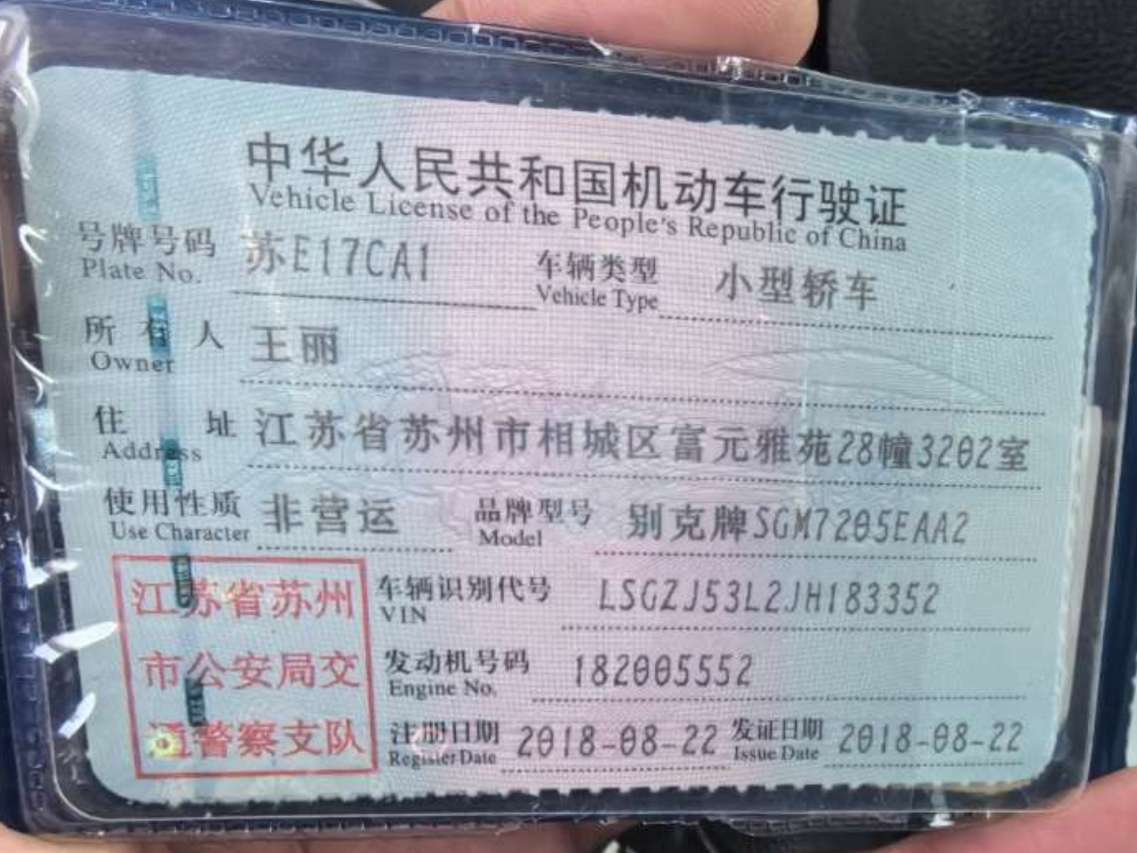 中华人民共和国机动车行驶证
Vehicle License of the People's Republic of China
号牌号码 苏E17CA1 车辆类型 小型轿车
Plate No. Vehicle Type
所有人 王丽
Owner
住址 江苏省苏州市相城区富元雅苑28幢3202室
Address
使用性质 非营运 品牌型号 别克牌SGM7205EAA2
Use Character Model
江苏省苏州 车辆识别代号 LSGZJ53L2JH183352
VIN
市公安局交 发动机号码 182005552
Engine No.
通警察支队 注册日期 2018-08-22 发证日期 2018-08-22
Register Date Issue Date